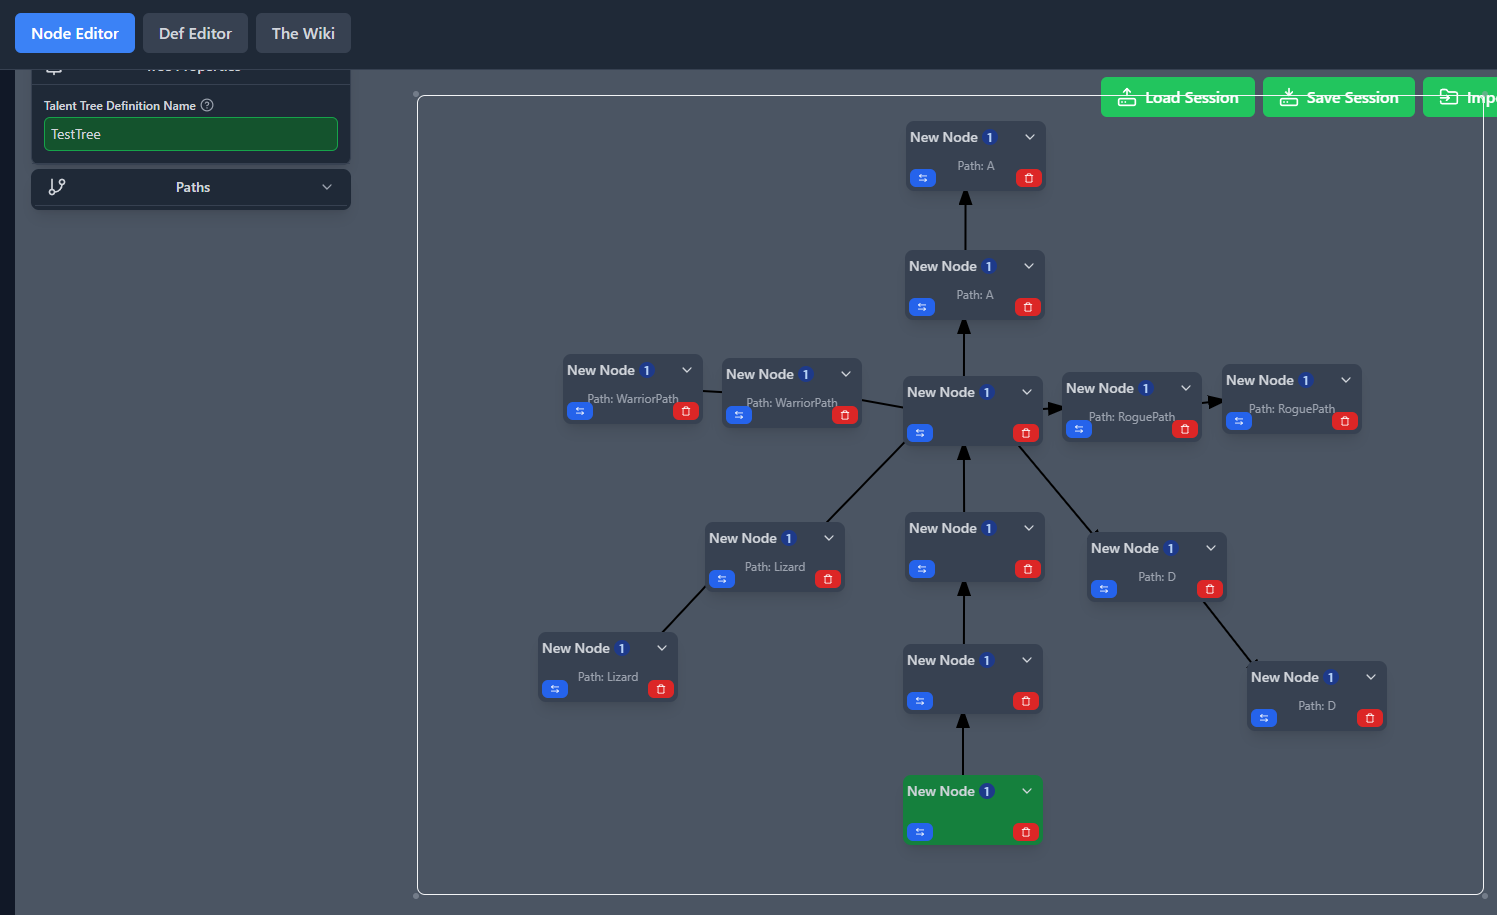 Node Editor
Def Editor
The Wiki
Tree Properties
Talent Tree Definition Name ?
TestTree
Paths
Load Session
Save Session
Impo
New Node 1
Path: A
New Node 1
Path: A
New Node 1
Path: WarriorPath
New Node 1
Path: WarriorPath
New Node 1
New Node 1
Path: RoguePath
New Node 1
Path: RoguePath
New Node 1
Path: Lizard
New Node 1
New Node 1
Path: D
New Node 1
Path: Lizard
New Node 1
New Node 1
Path: D
New Node 1